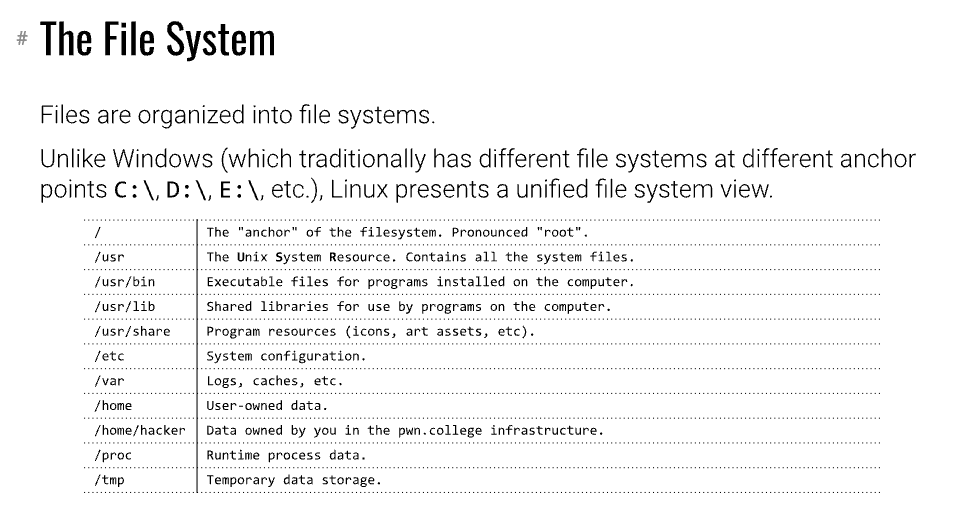 # The File System
Files are organized into file systems.
Unlike Windows (which traditionally has different file systems at different anchor
points C:\, D:\, E:\, etc.), Linux presents a unified file system view.
/ The "anchor" of the filesystem. Pronounced "root".
/usr The Unix System Resource. Contains all the system files.
/usr/bin Executable files for programs installed on the computer.
/usr/lib Shared libraries for use by programs on the computer.
/usr/share Program resources (icons, art assets, etc).
/etc System configuration.
/var Logs, caches, etc.
/home User-owned data.
/home/hacker Data owned by you in the pwn.college infrastructure.
/proc Runtime process data.
/tmp Temporary data storage.